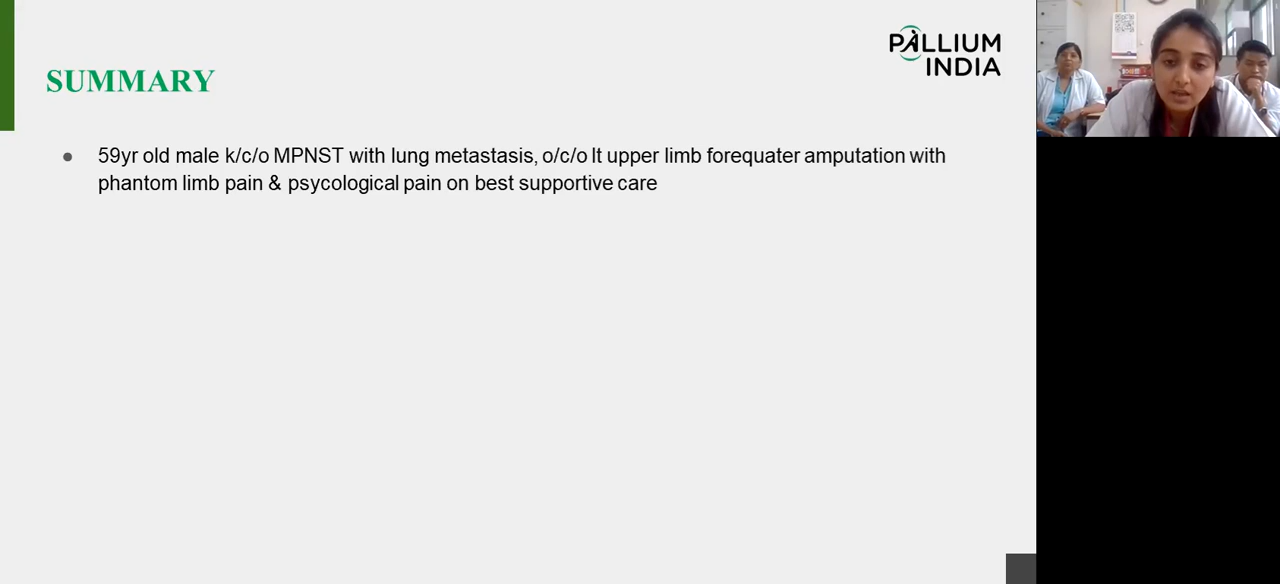 PALLIUM
INDIA
SUMMARY
● 59yr old male k/c/o MPNST with lung metastasis, o/c/o lt upper limb forequater amputation with
phantom limb pain & psycological pain on best supportive care